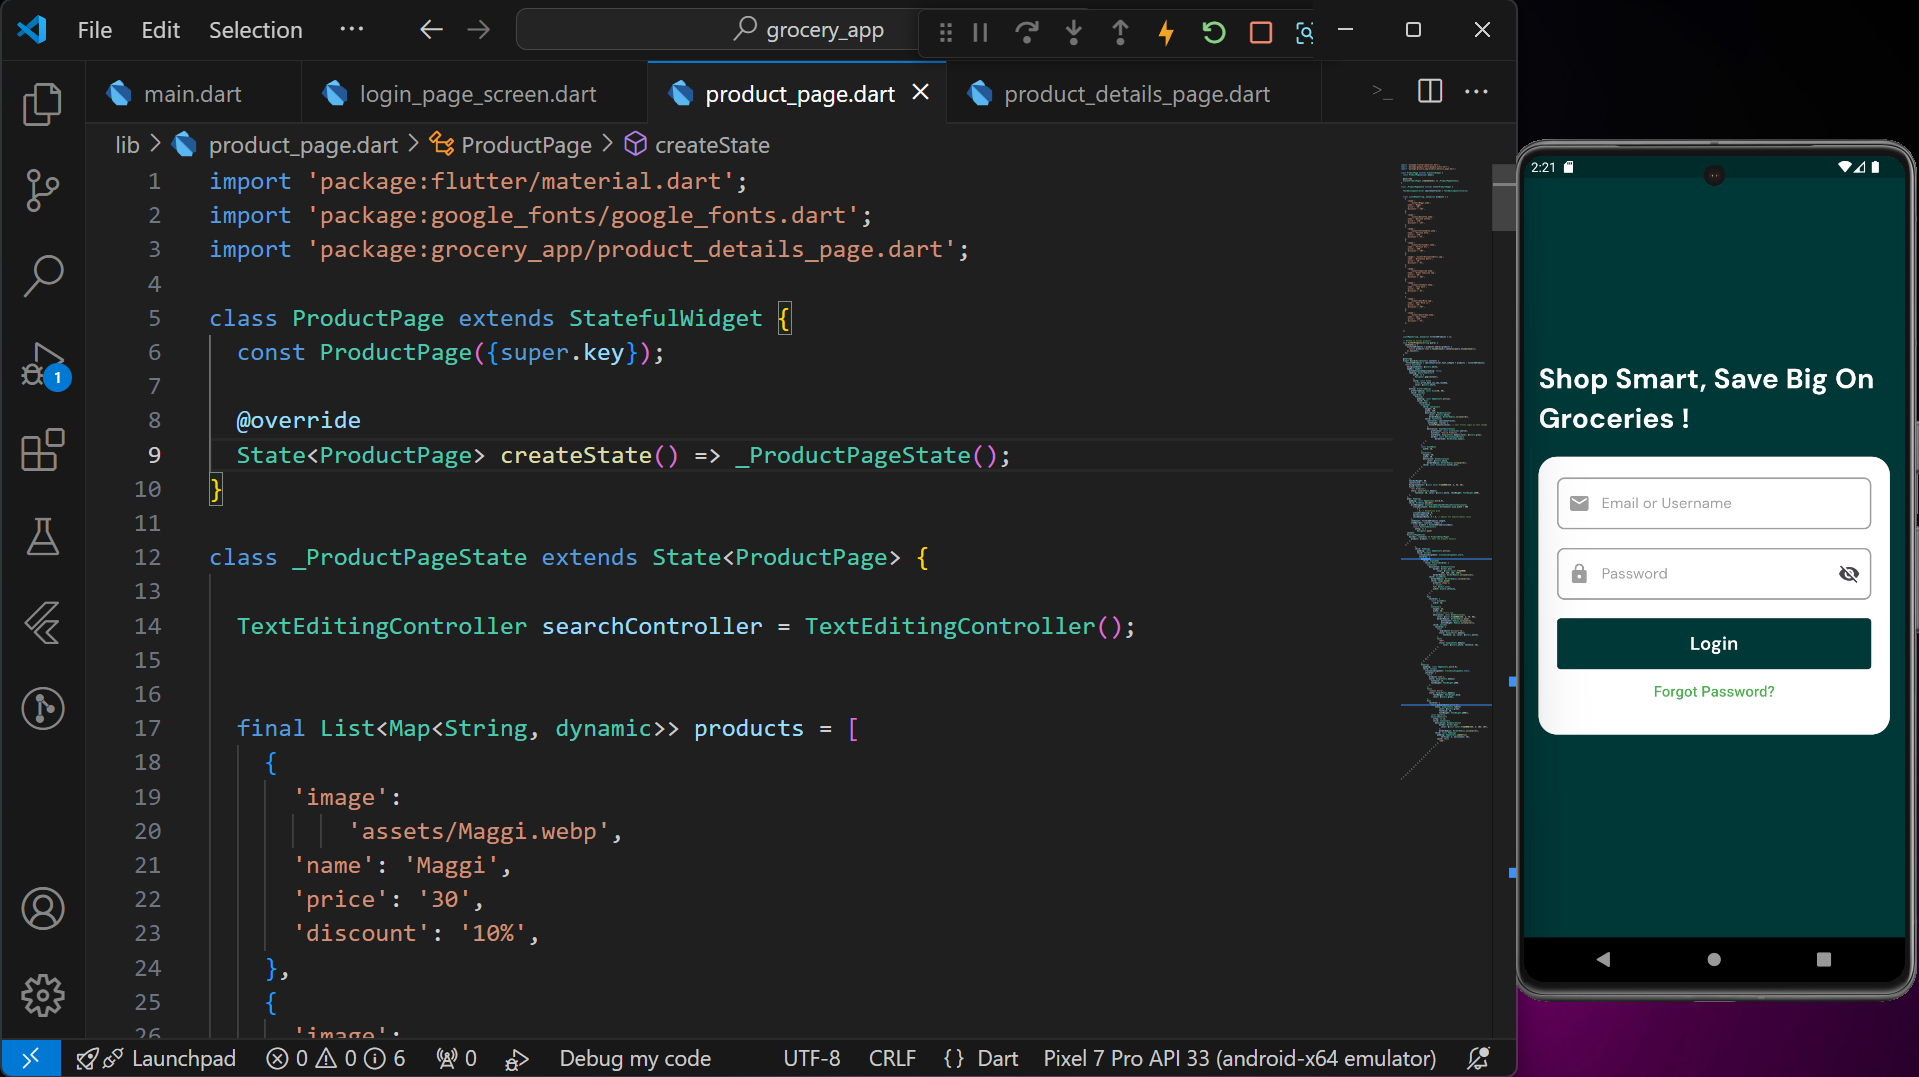 File Edit Selection ··· grocery_app
main.dart login_page_screen.dart product_page.dart product_details_page.dart
lib > product_page.dart > ProductPage > createState
1 import 'package:flutter/material.dart';
2 import 'package:google_fonts/google_fonts.dart';
3 import 'package:grocery_app/product_details_page.dart';
4
5 class ProductPage extends StatefulWidget {
6 const ProductPage({super.key});
7
8 @override
9 State<ProductPage> createState() => _ProductPageState();
10 }
11
12 class _ProductPageState extends State<ProductPage> {
13
14 TextEditingController searchController = TextEditingController();
15
16
17 final List<Map<String, dynamic>> products = [
18 {
19 'image':
20 'assets/Maggi.webp',
21 'name': 'Maggi',
22 'price': '30',
23 'discount': '10%',
24 },
25 {
26 'image':
1
Launchpad 0 0 6 0 Debug my code UTF-8 CRLF {} Dart Pixel 7 Pro API 33 (android-x64 emulator)
2:21
Shop Smart, Save Big On
Groceries !
Email or Username
Password
Login
Forgot Password?